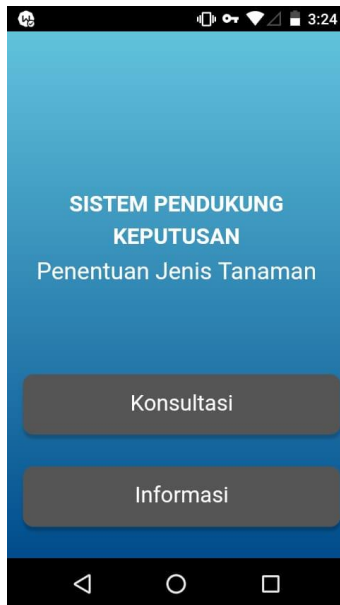 3:24
SISTEM PENDUKUNG
KEPUTUSAN
Penentuan Jenis Tanaman
Konsultasi
Informasi